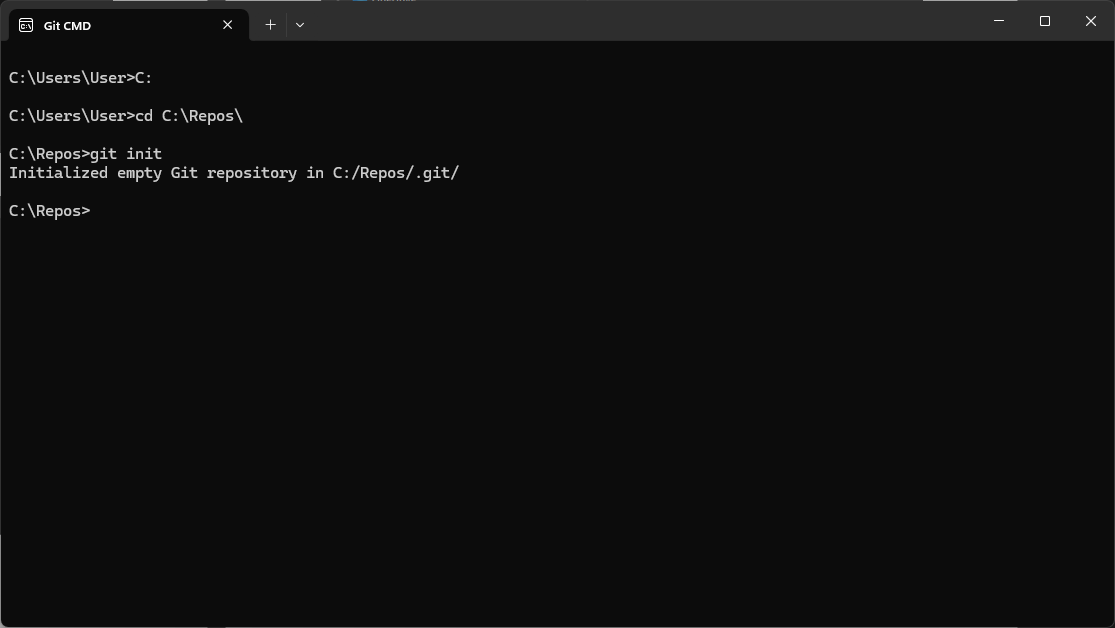 Git CMD
C:\Users\User>C:
C:\Users\User>cd C:\Repos\
C:\Repos>git init
Initialized empty Git repository in C:/Repos/.git/
C:\Repos>